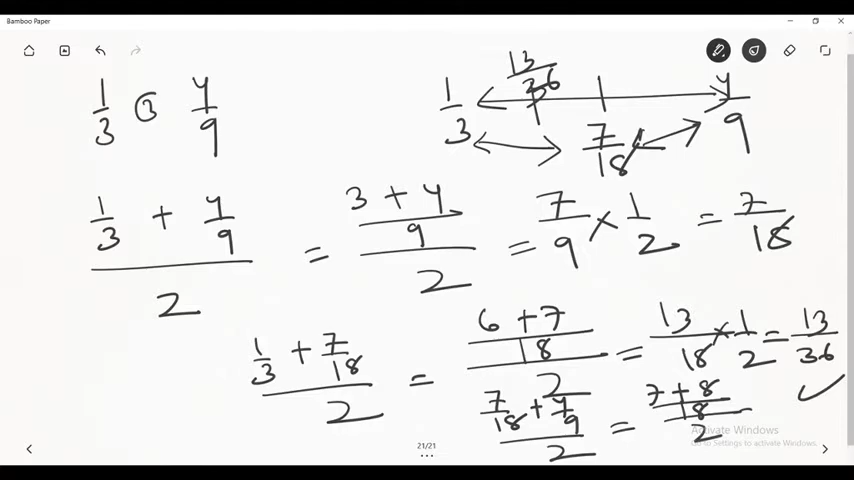 Bamboo Paper
1/3 3 4/9
1/3 13/36 7/18 4/9
(1/3 + 4/9)/2 = ((3 + 4)/9)/2 = 7/9 × 1/2 = 7/18
(1/3 + 7/18)/2 = ((6 + 7)/18)/2 = 13/18 × 1/2 = 13/36
(7/18 + 4/9)/2 = ((7 + 8)/18)/2
Activate Windows
Go to Settings to activate Windows.
21/21